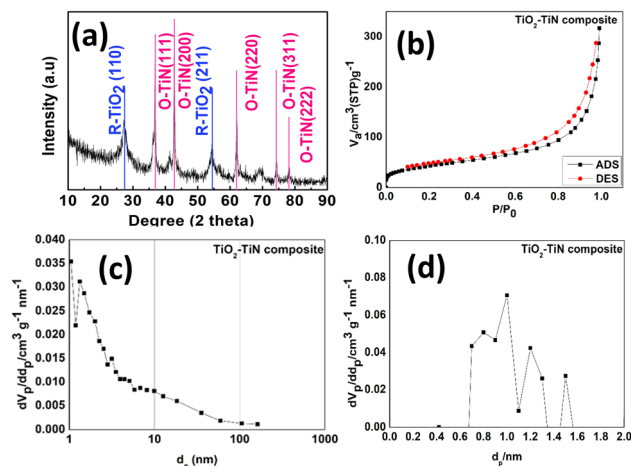 (a)
Intensity (a.u)
R-TiO₂ (110)
O-TiN(111)
O-TiN(200)
R-TiO₂ (211)
O-TiN(220)
O-TiN(311)
O-TiN(222)
10 20 30 40 50 60 70 80 90
Degree (2 theta)
(b)
TiO₂-TiN composite
Vₐ/cm³(STP)g⁻¹
300
200
100
0
0.0 0.2 0.4 0.6 0.8 1.0
P/P₀
ADS
DES
(c)
TiO₂-TiN composite
dVₚ/ddₚ/cm³ g⁻¹ nm⁻¹
0.040
0.035
0.030
0.025
0.020
0.015
0.010
0.005
0.000
1 10 100 1000
(nm)
(d)
TiO₂-TiN composite
dVₚ/ddₚ/cm³ g⁻¹ nm⁻¹
0.10
0.08
0.06
0.04
0.02
0.00
0.0 0.2 0.4 0.6 0.8 1.0 1.2 1.4 1.6 1.8 2.0
dₚ/nm